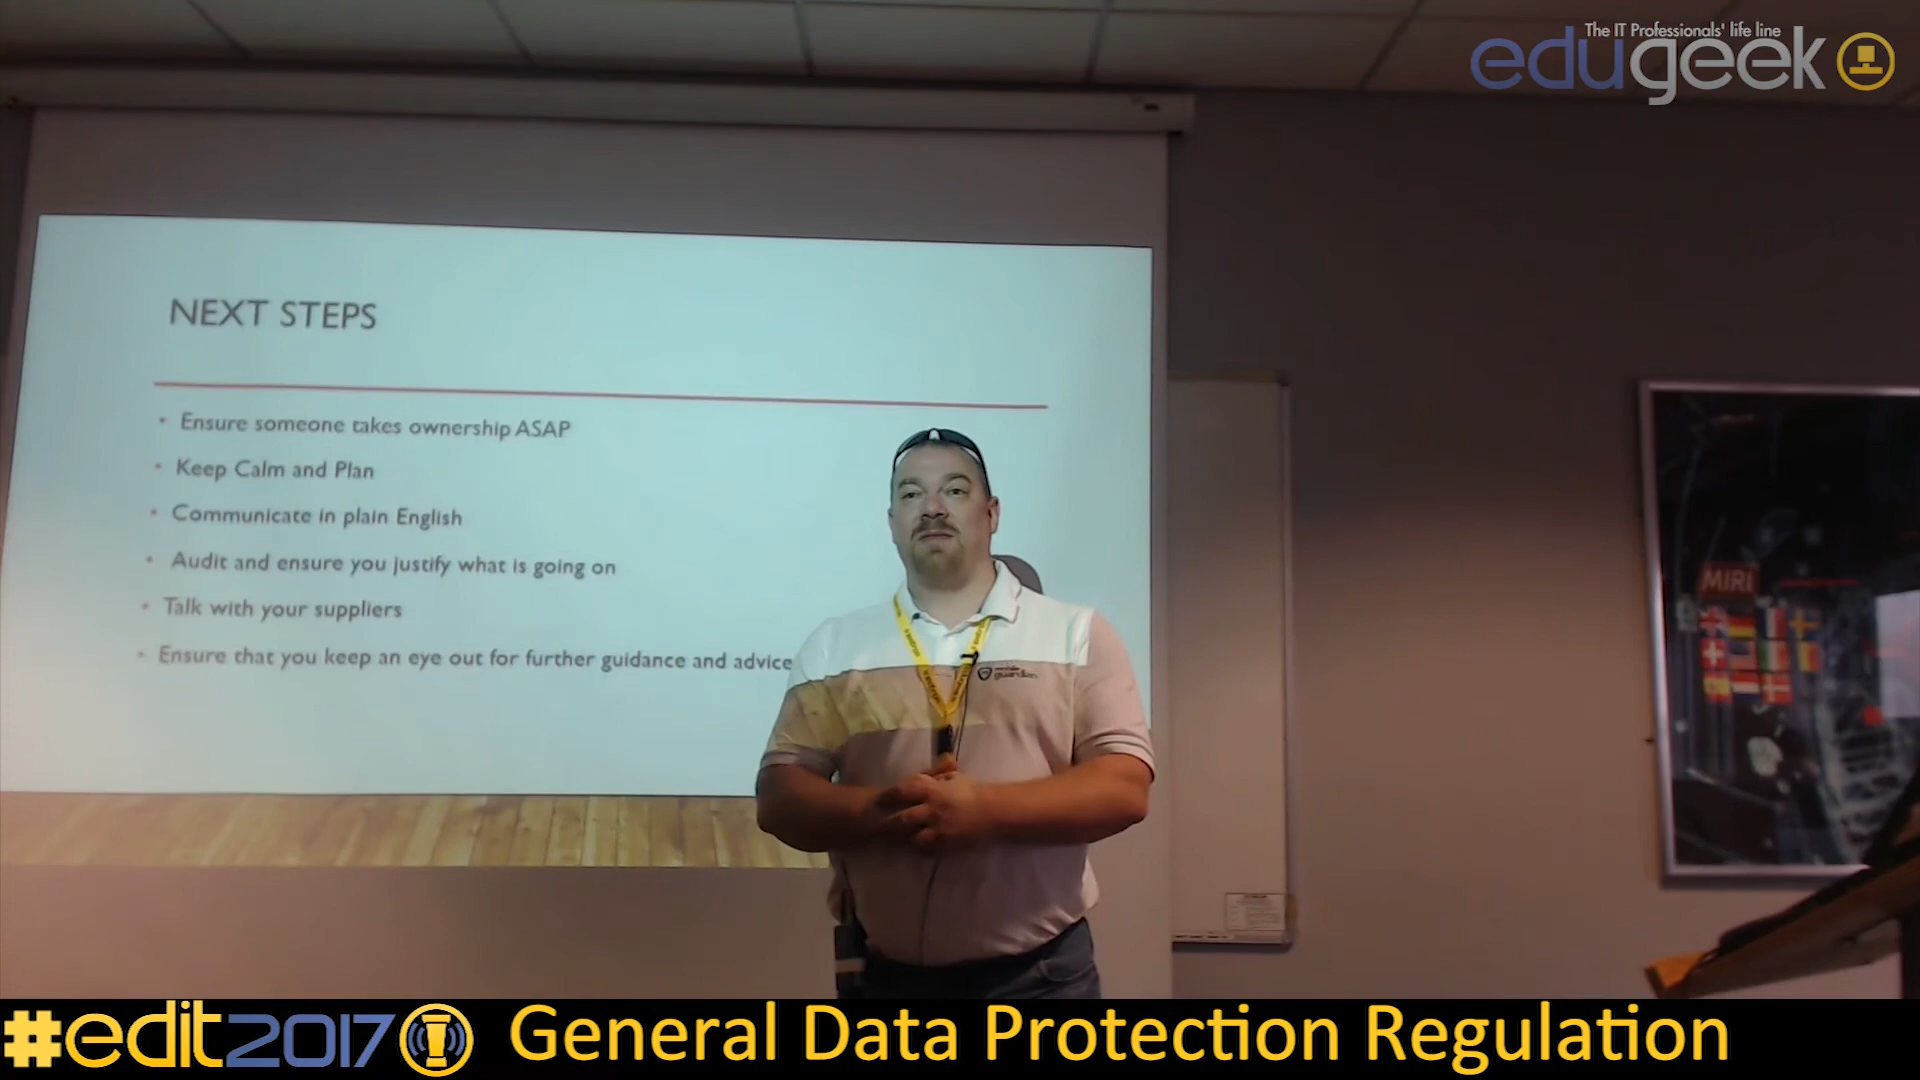 The IT Professionals' life line
edugeek
NEXT STEPS
• Ensure someone takes ownership ASAP
• Keep Calm and Plan
• Communicate in plain English
• Audit and ensure you justify what is going on
• Talk with your suppliers
• Ensure that you keep an eye out for further guidance and advice
mobile
guardian
MIRI
#edit2017 General Data Protection Regulation